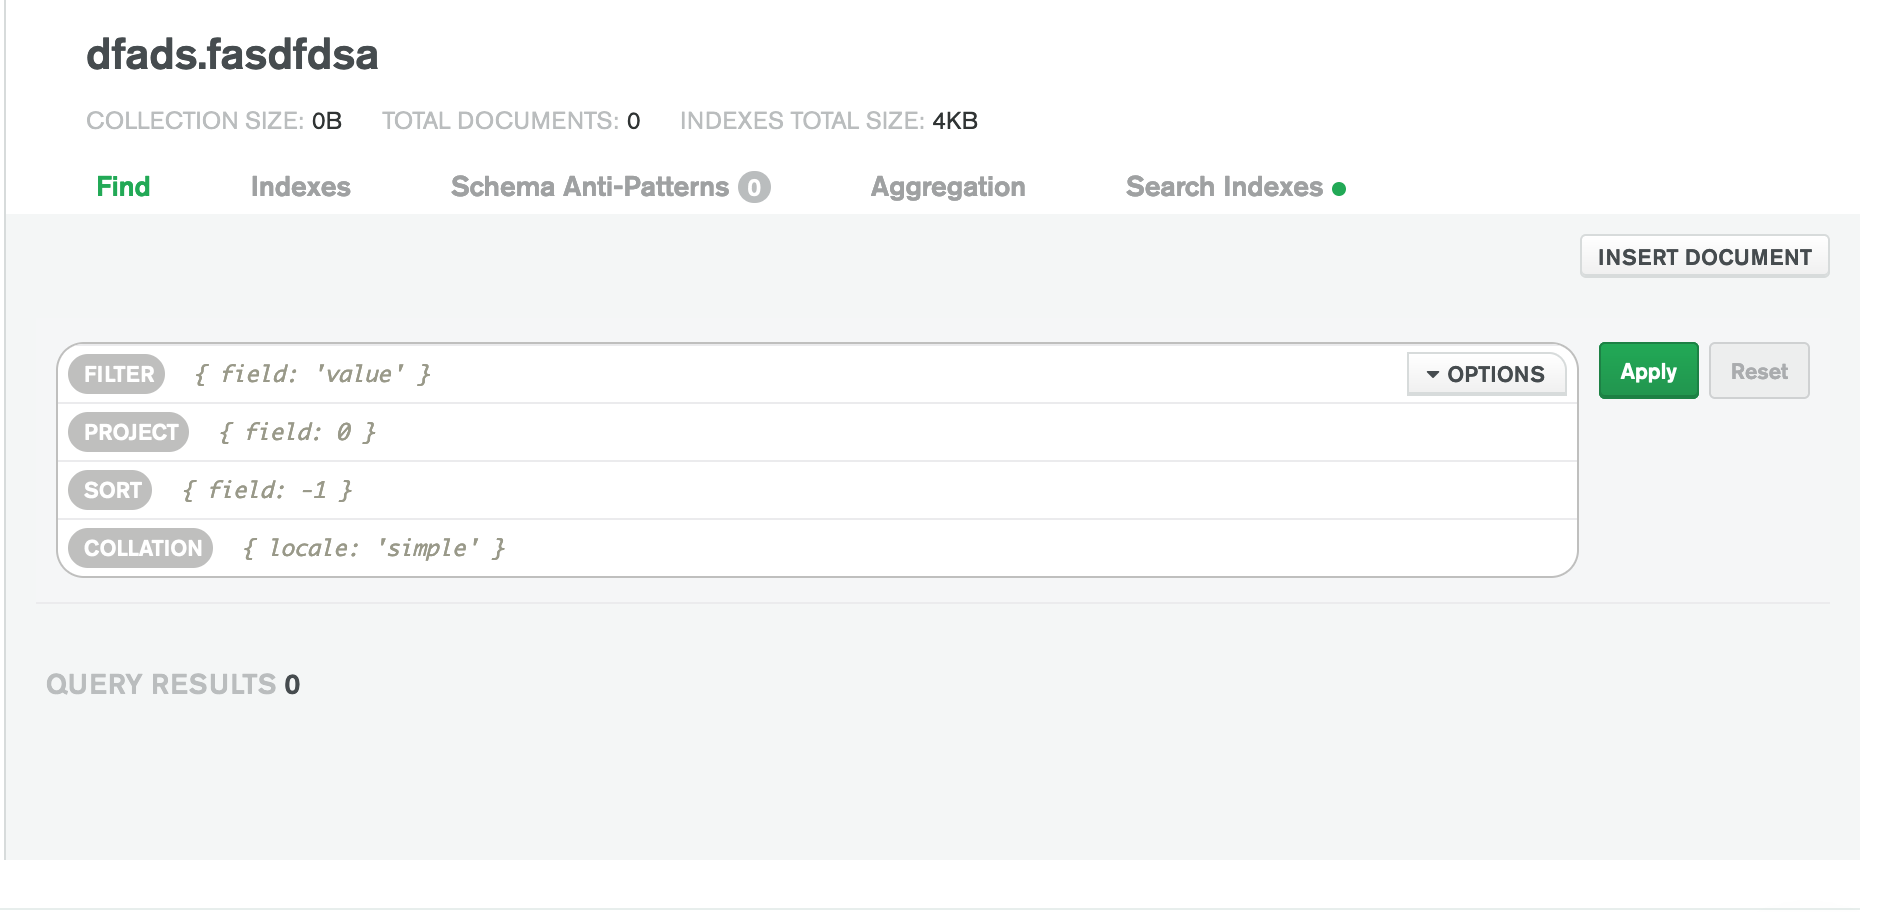 dfads.fasdfdsa
COLLECTION SIZE: 0B TOTAL DOCUMENTS: 0 INDEXES TOTAL SIZE: 4KB
Find Indexes Schema Anti-Patterns 0 Aggregation Search Indexes
INSERT DOCUMENT
FILTER { field: 'value' } OPTIONS Apply Reset
PROJECT { field: 0 }
SORT { field: -1 }
COLLATION { locale: 'simple' }
QUERY RESULTS 0